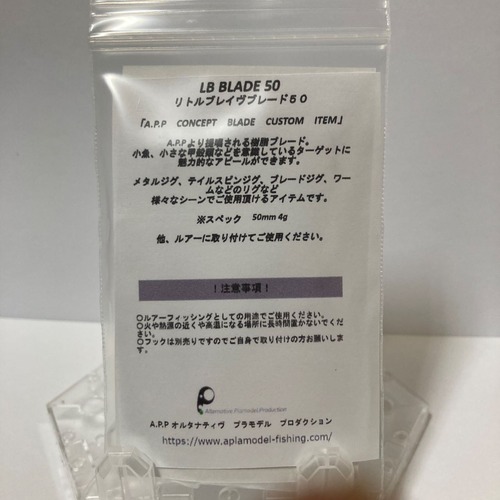 LB BLADE 50
リトルブレイヴブレード５０
「A.P.P CONCEPT BLADE CUSTOM ITEM」
A.P.Pより提唱される樹脂ブレード。
小魚、小さな甲殻類などを意識しているターゲットに
魅力的なアピールができます。
メタルジグ、テイルスピンジグ、ブレードジグ、ワー
ムなどのリグなど
様々なシーンでご使用頂けるアイテムです。
※スペック 50mm 4g
他、ルアーに取り付けてご使用ください。
！注意事項！
○ルアーフィッシングとしての用途でご使用ください。
○火や熱源の近くや高温になる場所に長時間置かないでくだ
さい。
○フックは別売りですのでご自身で取り付けの方お願いしま
す。
Alternative Plamodel Production
A.P.P オルタナティヴ プラモデル プロダクション
https://www.aplamodel-fishing.com/